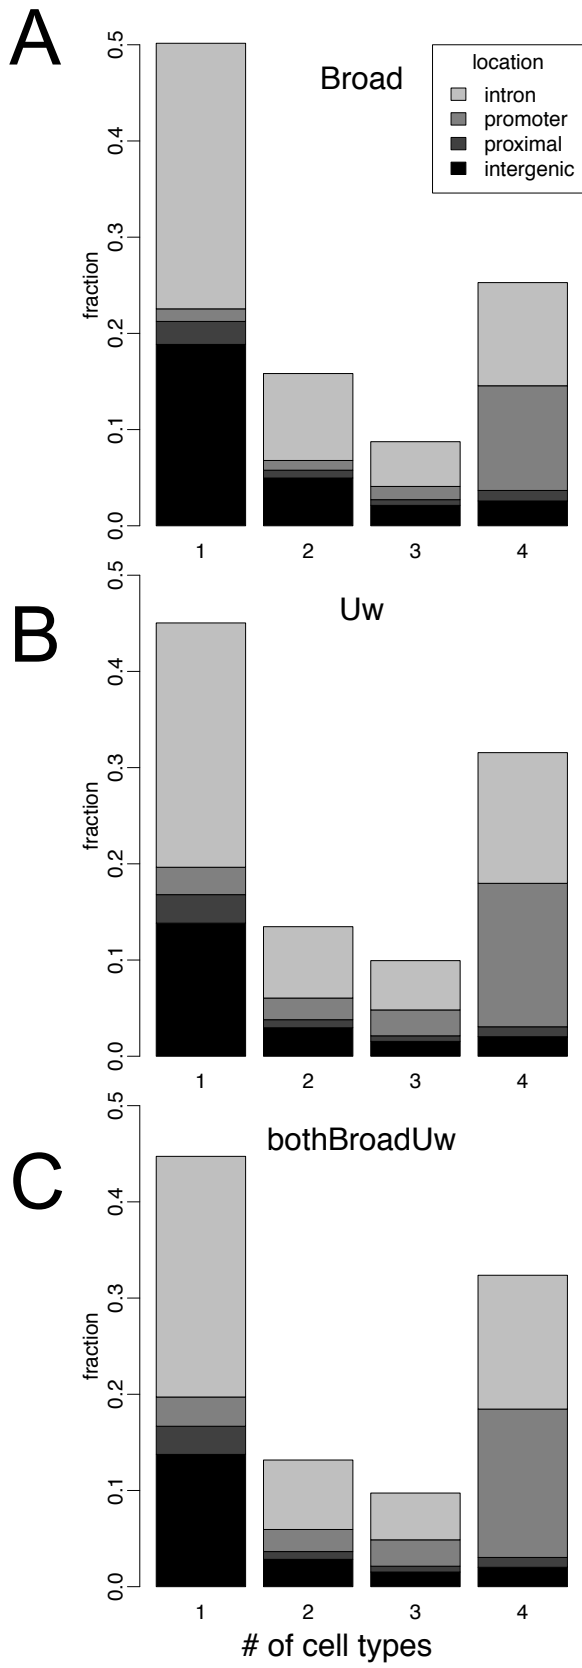 A
Broad
location
intron
promoter
proximal
intergenic
fraction
0.5
0.4
0.3
0.2
0.1
0.0
1 2 3 4
B
Uw
fraction
0.5
0.4
0.3
0.2
0.1
0.0
1 2 3 4
C
bothBroadUw
fraction
0.5
0.4
0.3
0.2
0.1
0.0
1 2 3 4
# of cell types